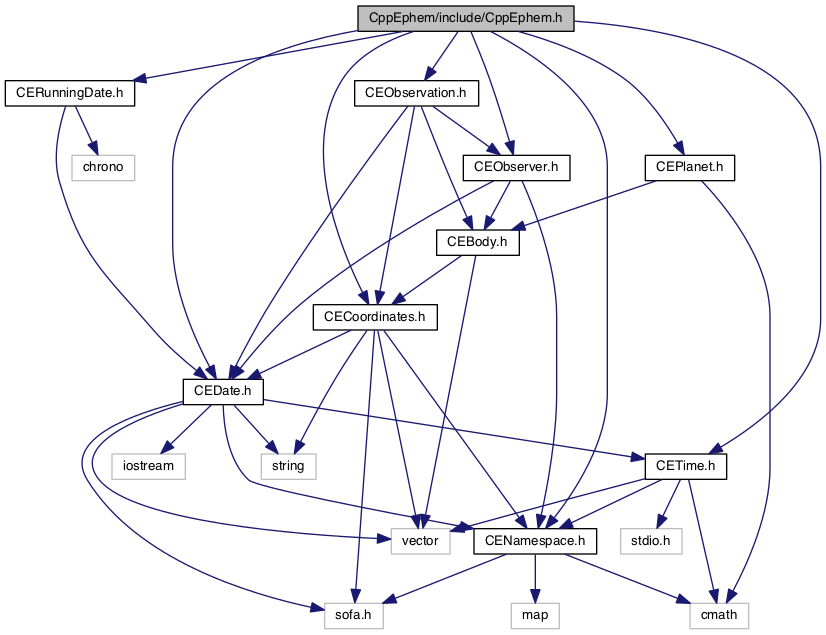 CppEphem/include/CppEphem.h
CERunningDate.h
CEObservation.h
chrono
CEObserver.h
CEPlanet.h
CEBody.h
CECoordinates.h
CEDate.h
iostream
string
CETime.h
vector
CENamespace.h
stdio.h
sofa.h
map
cmath